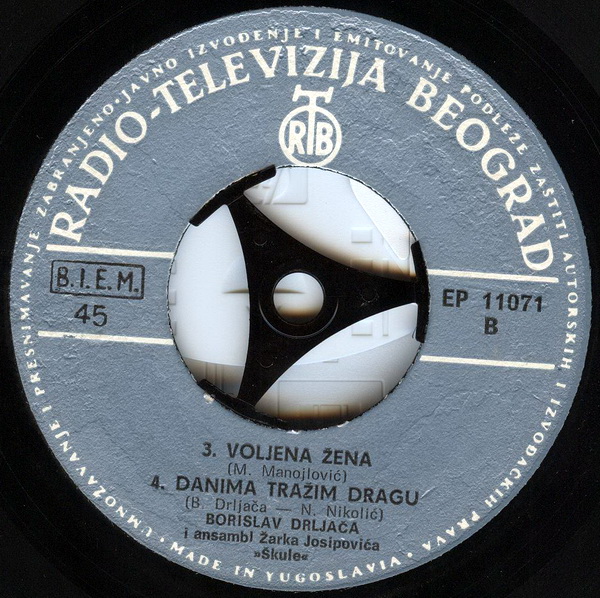 UMNOŽAVANJE I PRESNIMAVANJE ZABRANJENO • JAVNO IZVOĐENJE I EMITOVANJE PODLEŽE ZAŠTITI AUTORSKIH I IZVOĐAČKIH PRAVA •
RADIO-TELEVIZIJA BEOGRAD
RTB
B.I.E.M.
45
EP 11071
B
3. VOLJENA ŽENA
(M. Manojlović)
4. DANIMA TRAŽIM DRAGU
(B. Drljača — N. Nikolić)
BORISLAV DRLJAČA
i ansambl Žarka Josipovića
»Škule«
MADE IN YUGOSLAVIA •